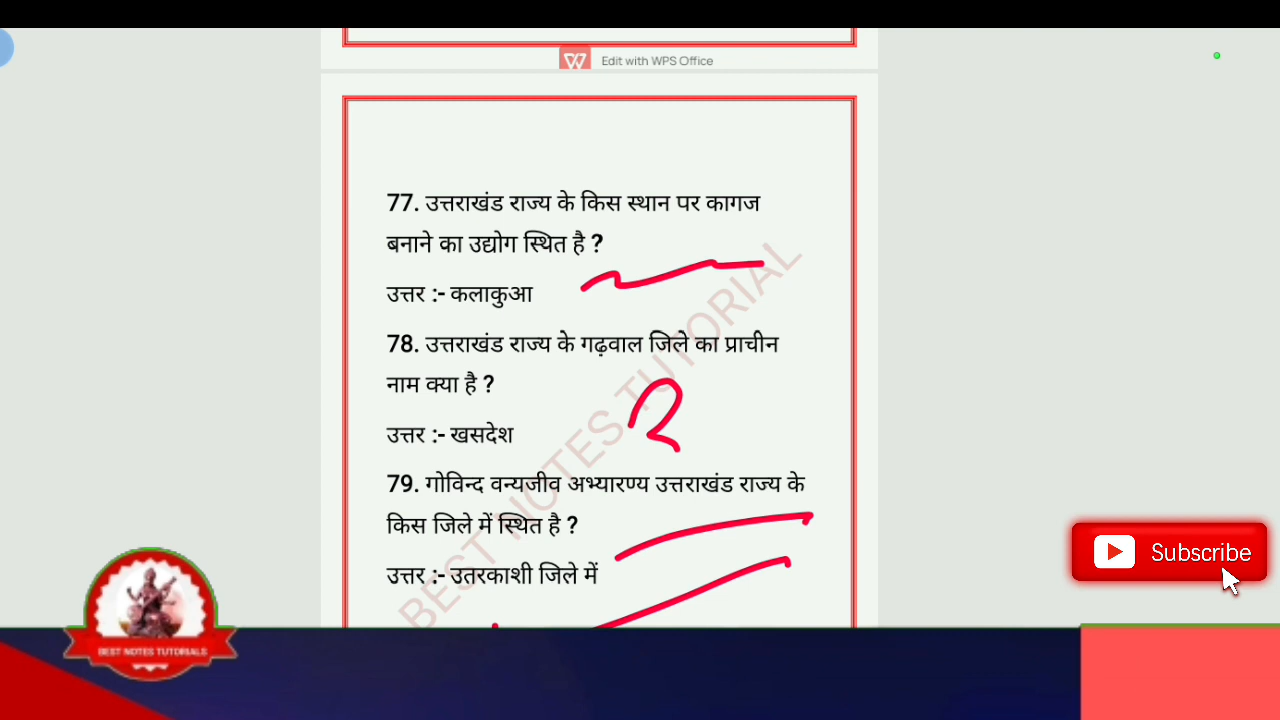 Edit with WPS Office
77. उत्तराखंड राज्य के किस स्थान पर कागज
बनाने का उद्योग स्थित है ?
उत्तर :- कलाकुआ
78. उत्तराखंड राज्य के गढ़वाल जिले का प्राचीन
नाम क्या है ?
उत्तर :- खसदेश
79. गोविन्द वन्यजीव अभ्यारण्य उत्तराखंड राज्य के
किस जिले में स्थित है ?
उत्तर :- उतरकाशी जिले में
BEST NOTES TUTORIAL
Subscribe
BEST NOTES TUTORIALS